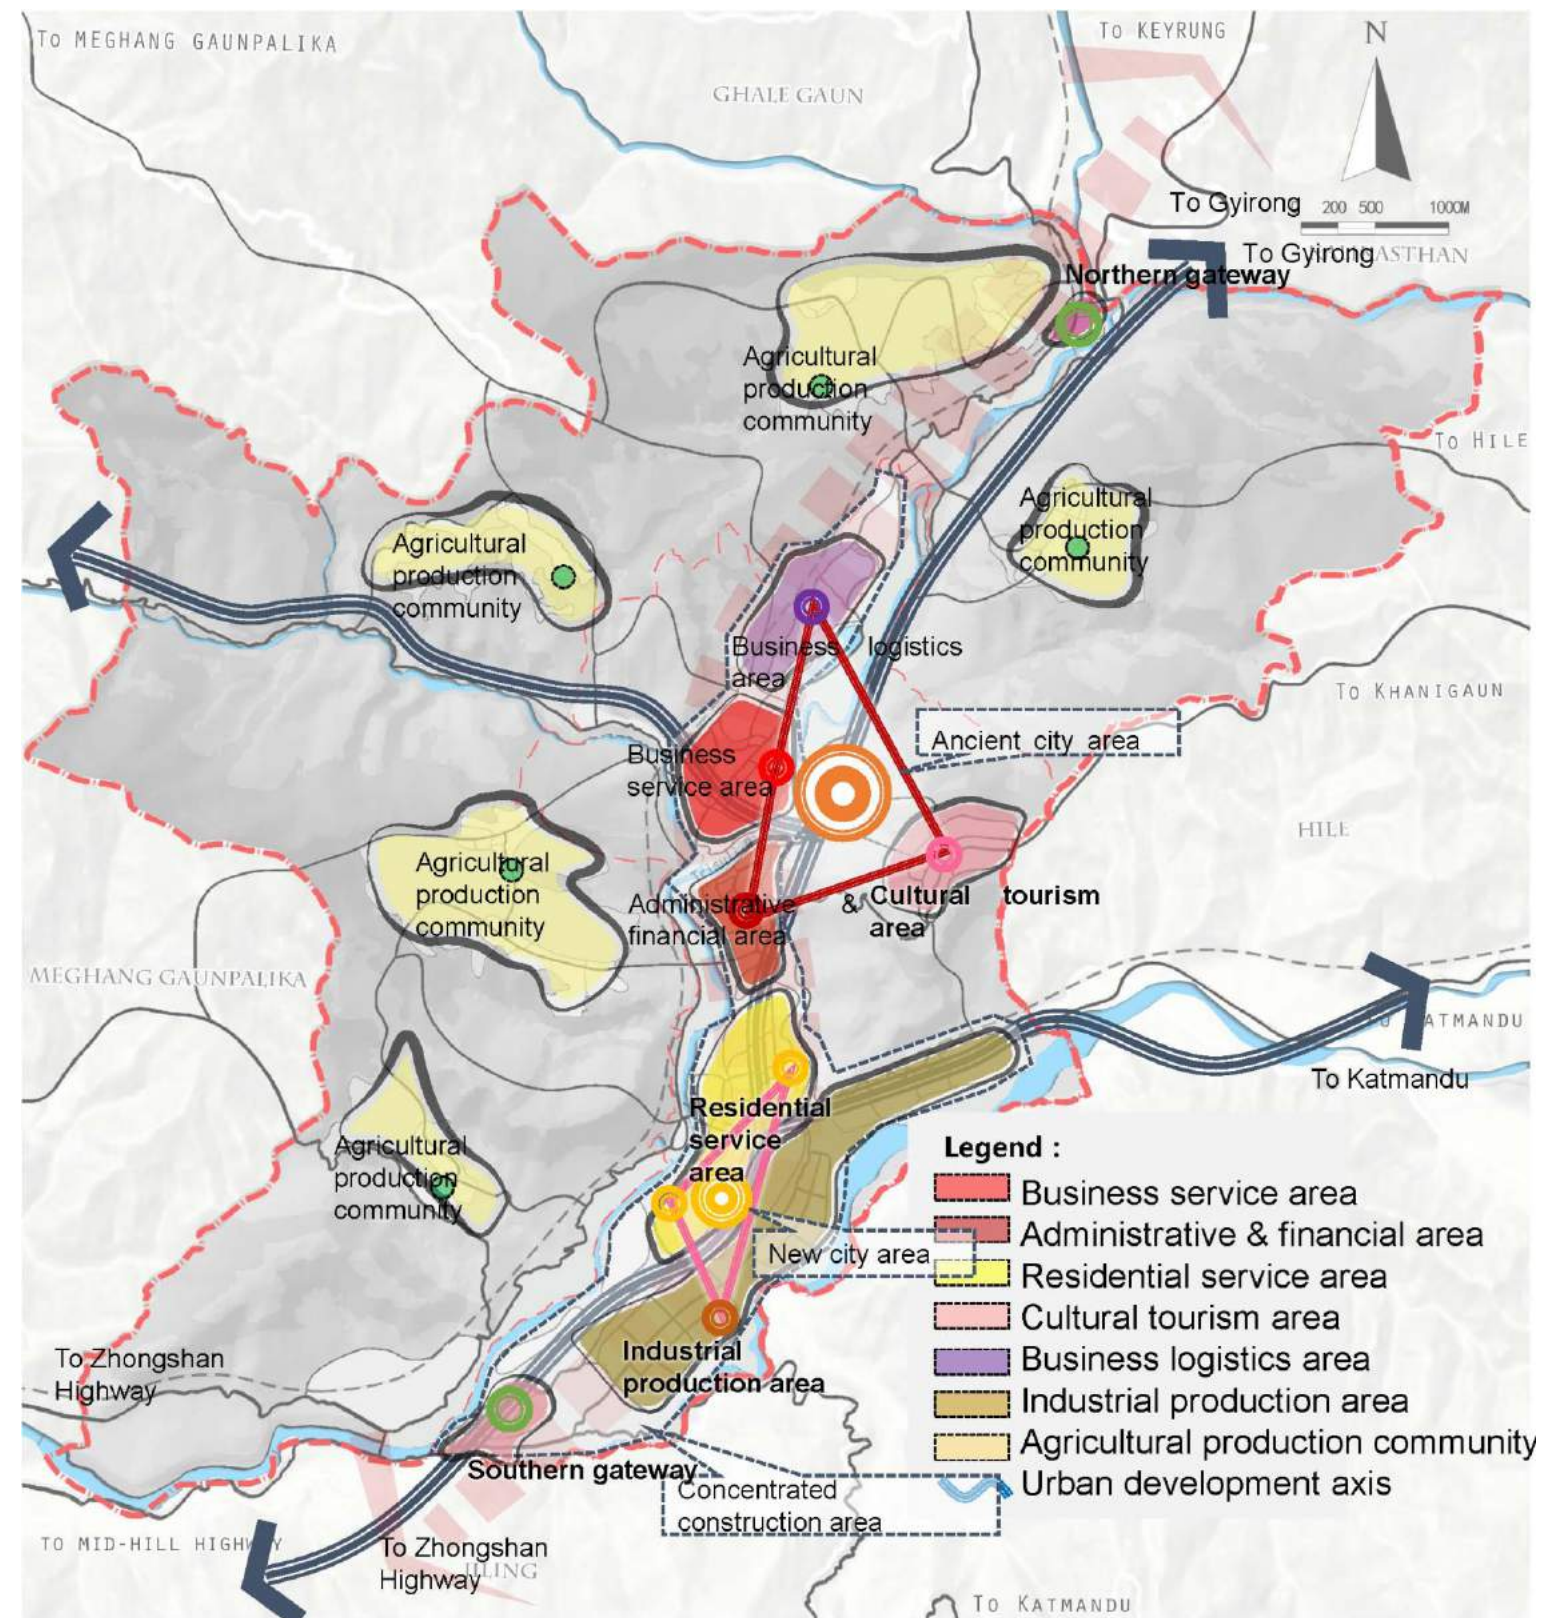 To MEGHANG GAUNPALIKA
To KEYRUNG
N
GHALE GAUN
To Gyirong
200 500 1000M
To Gyirong
Northern gateway
Agricultural
production
community
To HILE
Agricultural
production
community
Agricultural
production
community
Business logistics
area
To KHANIGAUN
Ancient city area
Business
service area
HILE
Agricultural
production
community
Administrative &
financial area
Cultural tourism
area
MEGHANG GAUNPALIKA
To Katmandu
Residential
service
area
Agricultural
production
community
New city area
Industrial
production area
To Zhongshan
Highway
Southern gateway
Concentrated
construction area
To Zhongshan
Highway
To KATMANDU
Legend :
Business service area
Administrative & financial area
Residential service area
Cultural tourism area
Business logistics area
Industrial production area
Agricultural production community
Urban development axis